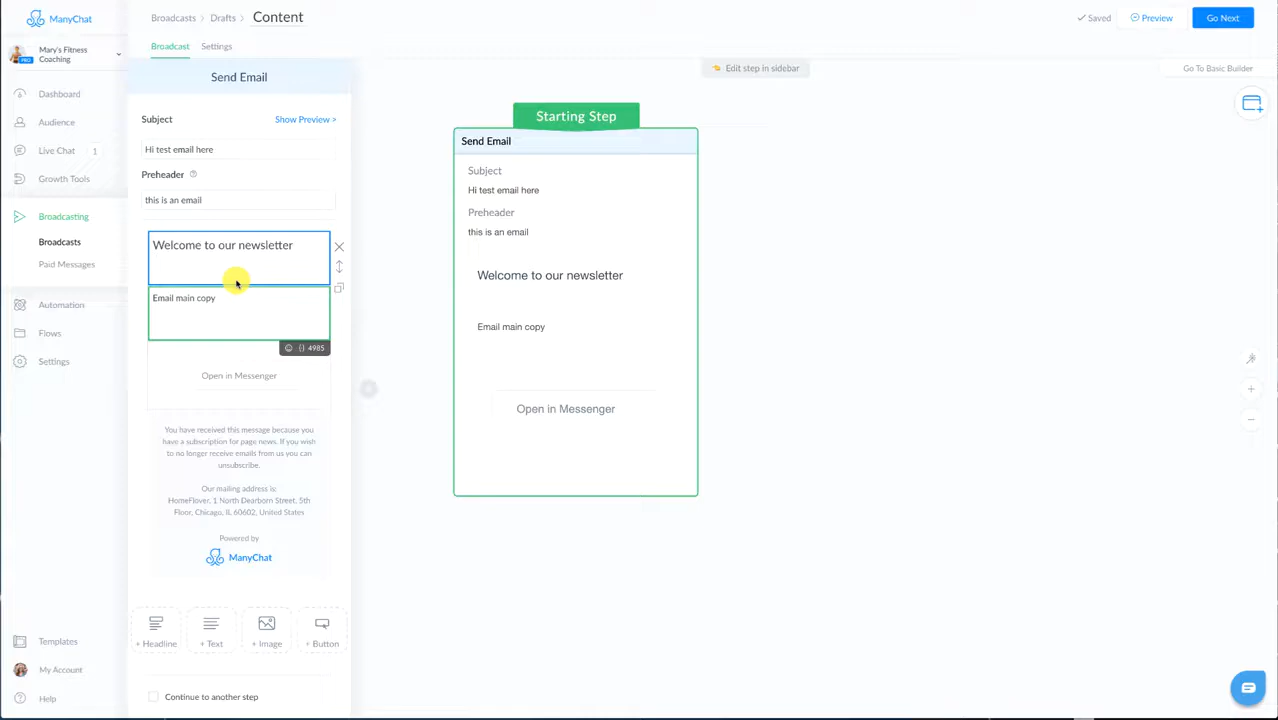 ManyChat
Broadcasts > Drafts > Content
Saved
Preview
Go Next
Mary's Fitness
Coaching
PRO
Broadcast
Settings
Send Email
Edit step in sidebar
Go To Basic Builder
Dashboard
Audience
Live Chat 1
Growth Tools
Broadcasting
Broadcasts
Paid Messages
Automation
Flows
Settings
Templates
My Account
Help
Subject
Show Preview >
Hi test email here
Preheader
this is an email
Welcome to our newsletter
Email main copy
{} 4985
Open in Messenger
You have received this message because you
have a subscription for page news. If you wish
to no longer receive emails from us you can
unsubscribe.
Our mailing address is:
HomeFlover, 1 North Dearborn Street, 5th
Floor, Chicago, IL 60602, United States
Powered by
ManyChat
+ Headline
+ Text
+ Image
+ Button
Continue to another step
Starting Step
Send Email
Subject
Hi test email here
Preheader
this is an email
Welcome to our newsletter
Email main copy
Open in Messenger